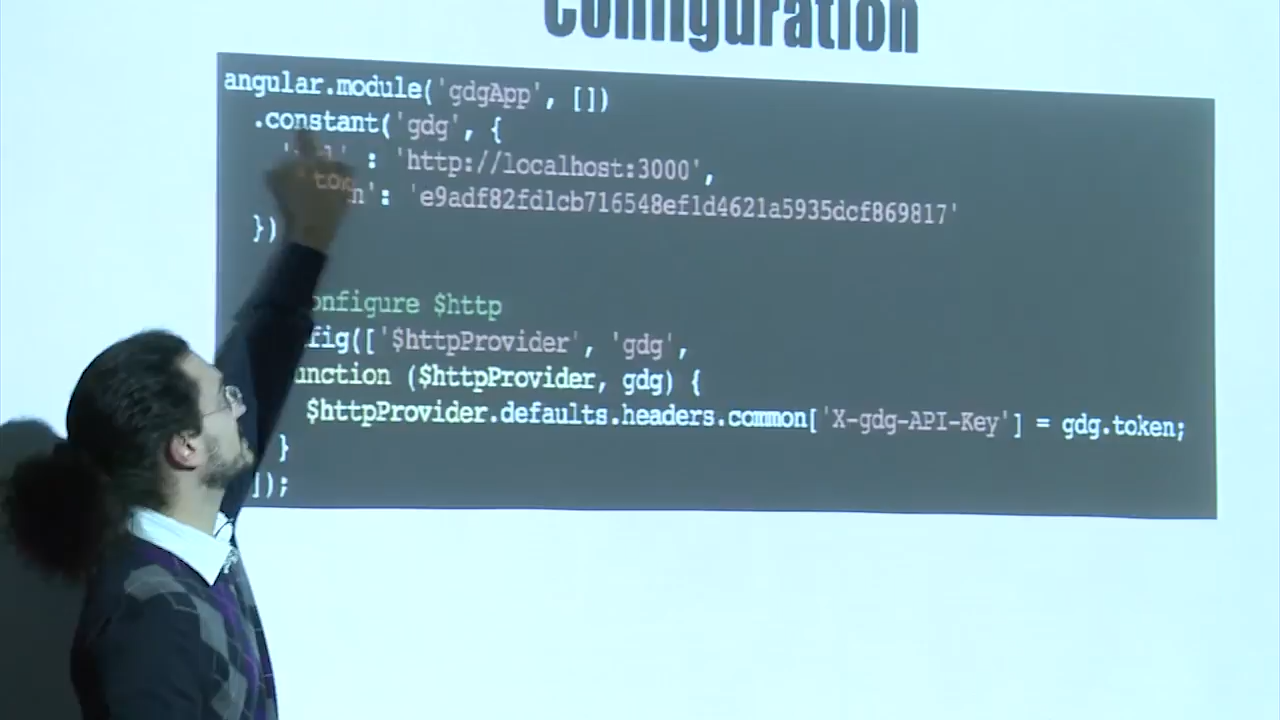 Configuration
angular.module('gdgApp', [])
.constant('gdg', {
: 'http://localhost:3000',
'token': 'e9adf82fd1cb716548ef1d4621a5935dcf869817'
})
onfigure $http
fig(['$httpProvider', 'gdg',
unction ($httpProvider, gdg) {
$httpProvider.defaults.headers.common['X-gdg-API-Key'] = gdg.token;
}
]);